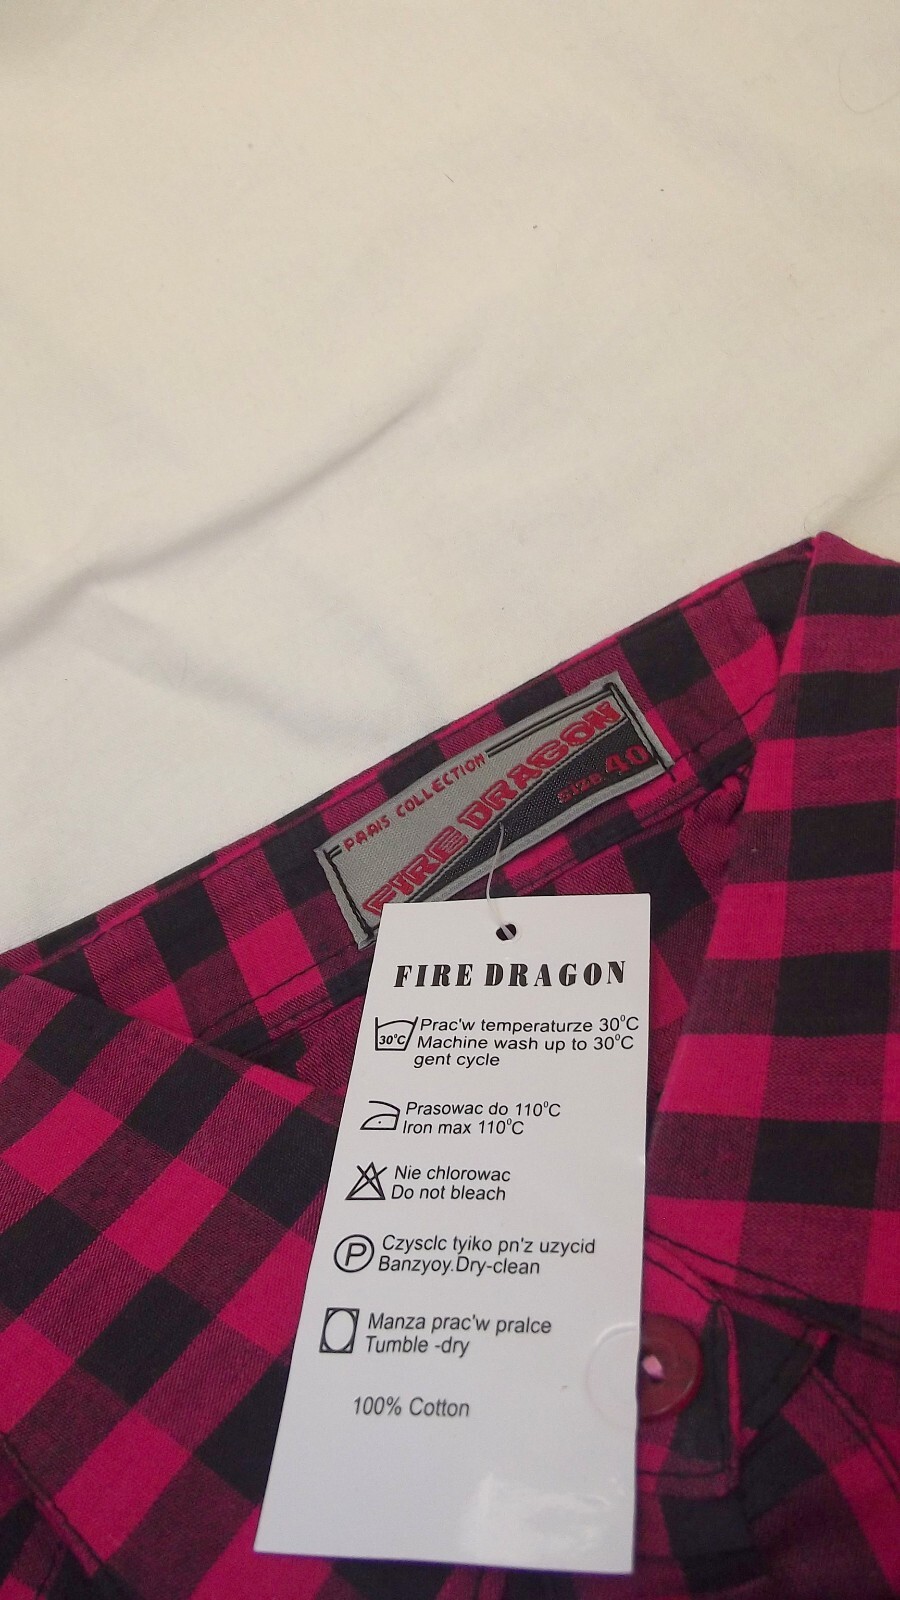 PARIS COLLECTION
FIRE DRAGON
SIZE.40
FIRE DRAGON
30°C
Prac'w temperaturze 30°C
Machine wash up to 30°C
gent cycle
Prasowac do 110°C
Iron max 110°C
Nie chlorowac
Do not bleach
P
Czysclc tyiko pn'z uzycid
Banzyoy.Dry-clean
Manza prac'w pralce
Tumble -dry
100% Cotton